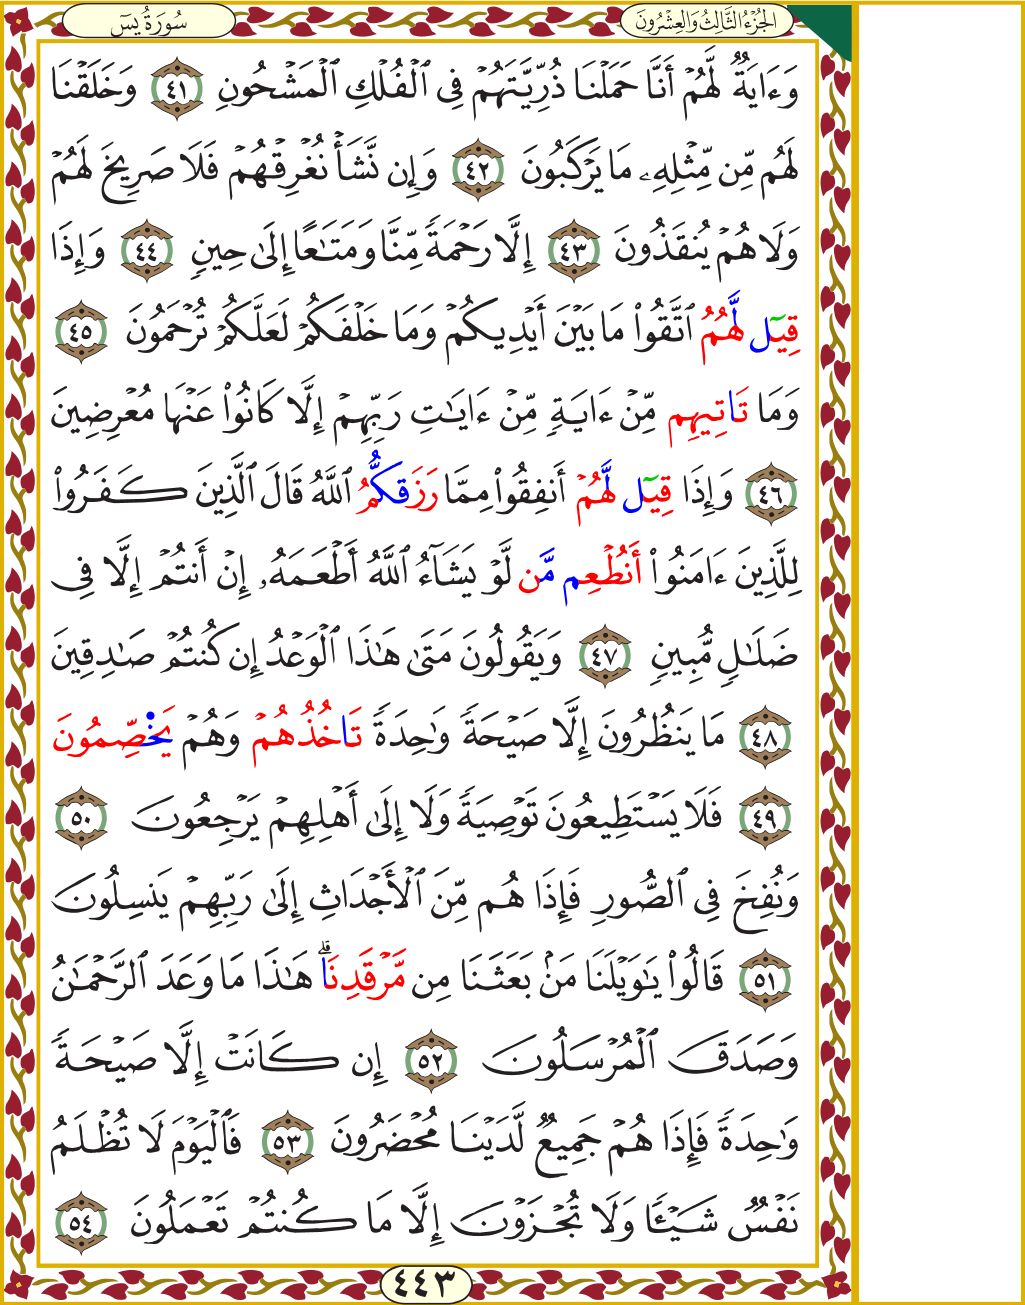 سُورَةُ يسٓ
الجُزْءُ الثَّالِثُ وَالعِشْرُونَ
وَءَايَةٌ لَّهُمْ أَنَّا حَمَلْنَا ذُرِّيَّتَهُمْ فِى ٱلْفُلْكِ ٱلْمَشْحُونِ ٤١ وَخَلَقْنَا
لَهُم مِّن مِّثْلِهِۦ مَا يَرْكَبُونَ ٤٢ وَإِن نَّشَأْ نُغْرِقْهُمْ فَلَا صَرِيخَ لَهُمْ
وَلَا هُمْ يُنقَذُونَ ٤٣ إِلَّا رَحْمَةً مِّنَّا وَمَتَٰعًا إِلَىٰ حِينٍ ٤٤ وَإِذَا
قِيٓل لَّهُمُ ٱتَّقُوا۟ مَا بَيْنَ أَيْدِيكُمْ وَمَا خَلْفَكُمْ لَعَلَّكُمْ تُرْحَمُونَ ٤٥
وَمَا تَاتِيهِم مِّنْ ءَايَةٍ مِّنْ ءَايَٰتِ رَبِّهِمْ إِلَّا كَانُوا۟ عَنْهَا مُعْرِضِينَ
٤٦ وَإِذَا قِيٓل لَّهُمْ أَنفِقُوا۟ مِمَّا رَزَقكُّمُ ٱللَّهُ قَالَ ٱلَّذِينَ كَفَرُوا۟
لِلَّذِينَ ءَامَنُوٓا۟ أَنُطْعِم مَّن لَّوْ يَشَآءُ ٱللَّهُ أَطْعَمَهُۥ إِنْ أَنتُمْ إِلَّا فِى
ضَلَٰلٍ مُّبِينٍ ٤٧ وَيَقُولُونَ مَتَىٰ هَٰذَا ٱلْوَعْدُ إِن كُنتُمْ صَٰدِقِينَ
٤٨ مَا يَنظُرُونَ إِلَّا صَيْحَةً وَٰحِدَةً تَاخُذُهُمْ وَهُمْ يَخْصِّمُونَ
٤٩ فَلَا يَسْتَطِيعُونَ تَوْصِيَةً وَلَا إِلَىٰ أَهْلِهِمْ يَرْجِعُونَ ٥٠
وَنُفِخَ فِى ٱلصُّورِ فَإِذَا هُم مِّنَ ٱلْأَجْدَاثِ إِلَىٰ رَبِّهِمْ يَنسِلُونَ
٥١ قَالُوا۟ يَٰوَيْلَنَا مَنۢ بَعَثَنَا مِن مَّرْقَدِنَاۗ هَٰذَا مَا وَعَدَ ٱلرَّحْمَٰنُ
وَصَدَقَ ٱلْمُرْسَلُونَ ٥٢ إِن كَانَتْ إِلَّا صَيْحَةً
وَٰحِدَةً فَإِذَا هُمْ جَمِيعٌ لَّدَيْنَا مُحْضَرُونَ ٥٣ فَٱلْيَوْمَ لَا تُظْلَمُ
نَفْسٌ شَيْـًٔا وَلَا تُجْزَوْنَ إِلَّا مَا كُنتُمْ تَعْمَلُونَ ٥٤
٤٤٣